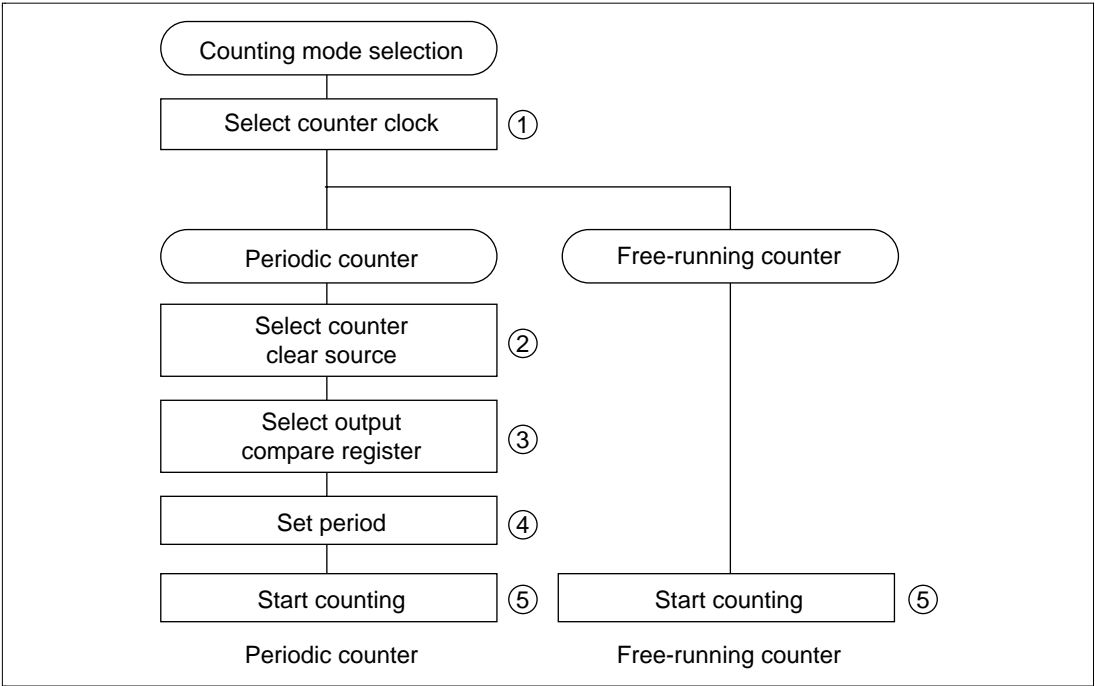 Counting mode selection
Select counter clock ①
Periodic counter
Free-running counter
Select counter
clear source ②
Select output
compare register ③
Set period ④
Start counting ⑤
Start counting ⑤
Periodic counter
Free-running counter